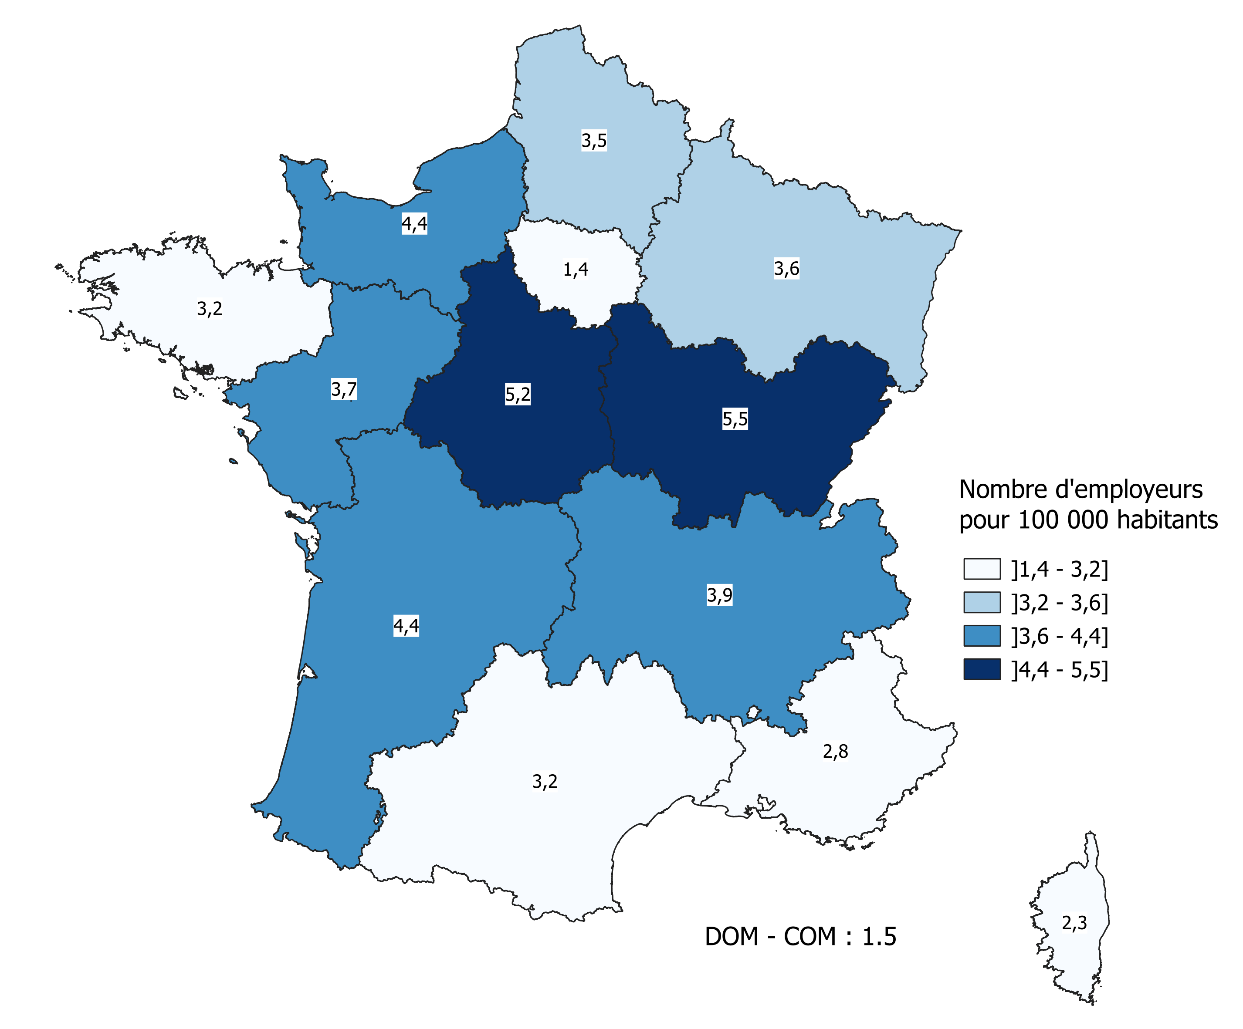 3,5
4,4
1,4
3,6
3,2
3,7
5,2
5,5
Nombre d'employeurs
pour 100 000 habitants
]1,4 - 3,2]
]3,2 - 3,6]
]3,6 - 4,4]
]4,4 - 5,5]
3,9
4,4
2,8
3,2
2,3
DOM - COM : 1.5